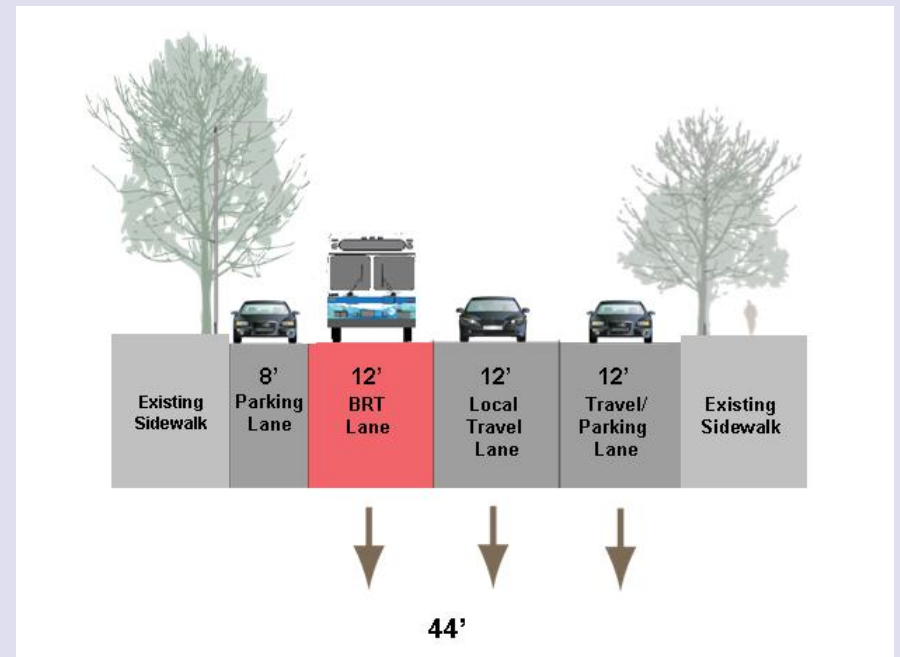 Existing
Sidewalk
8’
Parking
Lane
12’
BRT
Lane
12’
Local
Travel
Lane
12’
Travel/
Parking
Lane
Existing
Sidewalk
44’